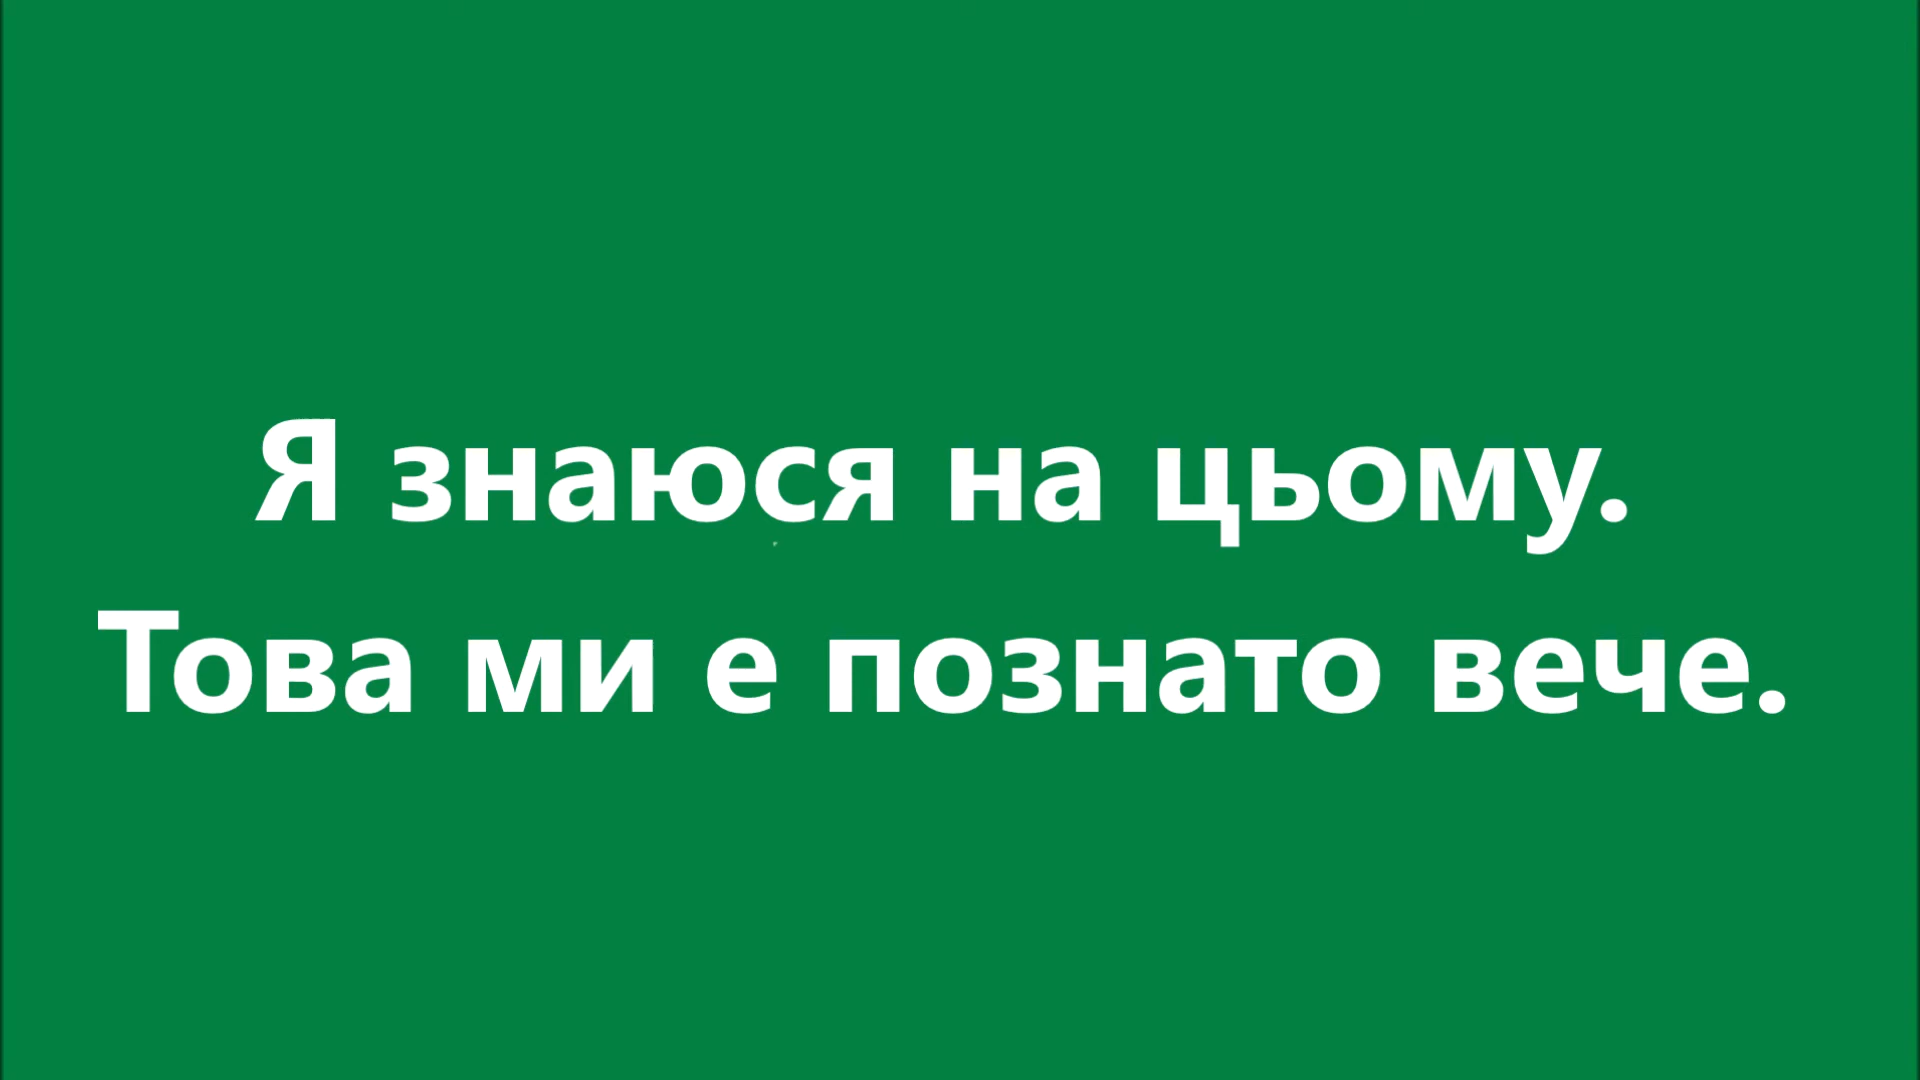 Я знаюся на цьому.
Това ми е познато вече.